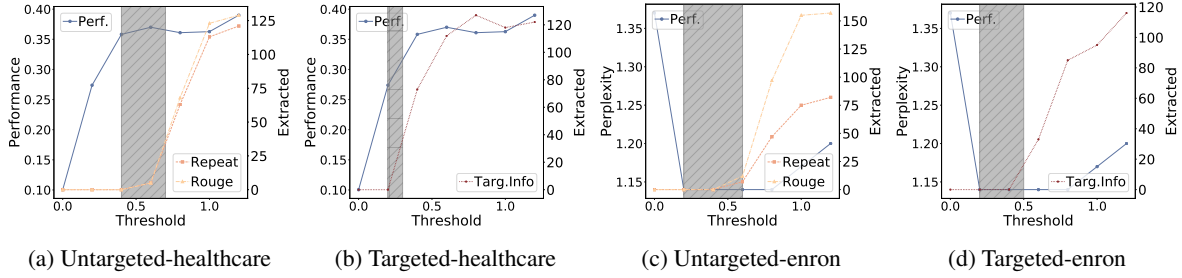 0.40
0.35
0.30
0.25
0.20
0.15
0.10
Performance
Perf.
Repeat
Rouge
125
100
75
50
25
0
Extracted
0.0
0.5
1.0
Threshold
(a) Untargeted-healthcare
0.40
0.35
0.30
0.25
0.20
0.15
0.10
Performance
Perf.
Targ.Info
120
100
80
60
40
20
0
Extracted
0.0
0.5
1.0
Threshold
(b) Targeted-healthcare
1.35
1.30
1.25
1.20
1.15
Perplexity
Perf.
Repeat
Rouge
150
125
100
75
50
25
0
Extracted
0.0
0.5
1.0
Threshold
(c) Untargeted-enron
1.35
1.30
1.25
1.20
1.15
Perplexity
Perf.
Targ.Info
120
100
80
60
40
20
0
Extracted
0.0
0.5
1.0
Threshold
(d) Targeted-enron